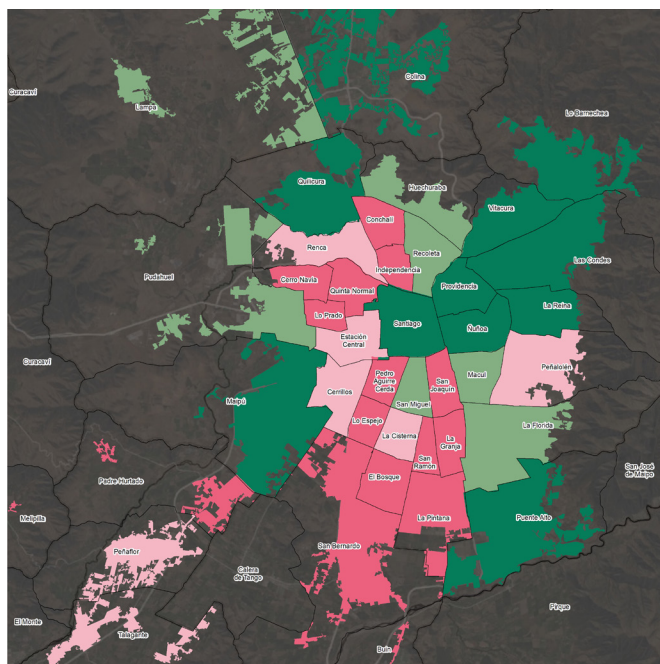 Colina
Curacaví
Lampa
Lo Barnechea
Quilicura
Huechuraba
Vitacura
Conchalí
Renca
Recoleta
Las Condes
Pudahuel
Independencia
Cerro Navia
Quinta Normal
Providencia
La Reina
Lo Prado
Santiago
Ñuñoa
Estación
Central
Curacaví
Peñalolén
Pedro
Aguirre
Cerda
San
Joaquín
Macul
Cerrillos
Maipú
San Miguel
Lo Espejo
La Florida
La Cisterna
La
Granja
San
Ramón
El Bosque
San José
de Maipo
Padre Hurtado
Melipilla
La Pintana
Puente Alto
San Bernardo
Peñaflor
Calera
de Tango
Pirque
El Monte
Talagante
Buin